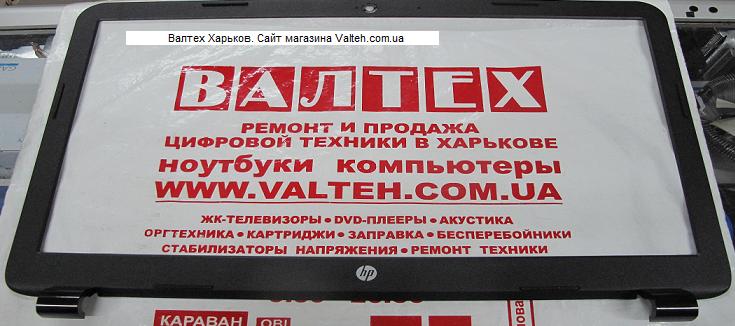 Валтех Харьков. Сайт магазина Valteh.com.ua
ВАЛТЕХ
РЕМОНТ И ПРОДАЖА
ЦИФРОВОЙ ТЕХНИКИ В ХАРЬКОВЕ
ноутбуки компьютеры
WWW.VALTEH.COM.UA
ЖК-ТЕЛЕВИЗОРЫ • DVD-ПЛЕЕРЫ • АКУСТИКА
ОРГТЕХНИКА • КАРТРИДЖИ • ЗАПРАВКА • БЕСПЕРЕБОЙНИКИ
СТАБИЛИЗАТОРЫ НАПРЯЖЕНИЯ • РЕМОНТ ТЕХНИКИ
hp
КАРАВАН